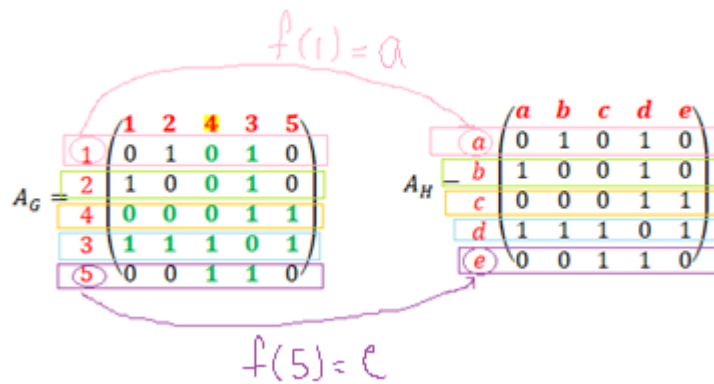 f(1) = a
1 2 4 3 5
1 0 1 0 1 0
2 1 0 0 1 0
A_G = 4 0 0 0 1 1
3 1 1 1 0 1
5 0 0 1 1 0
a b c d e
a 0 1 0 1 0
A_H − b 1 0 0 1 0
c 0 0 0 1 1
d 1 1 1 0 1
e 0 0 1 1 0
f(5) = e